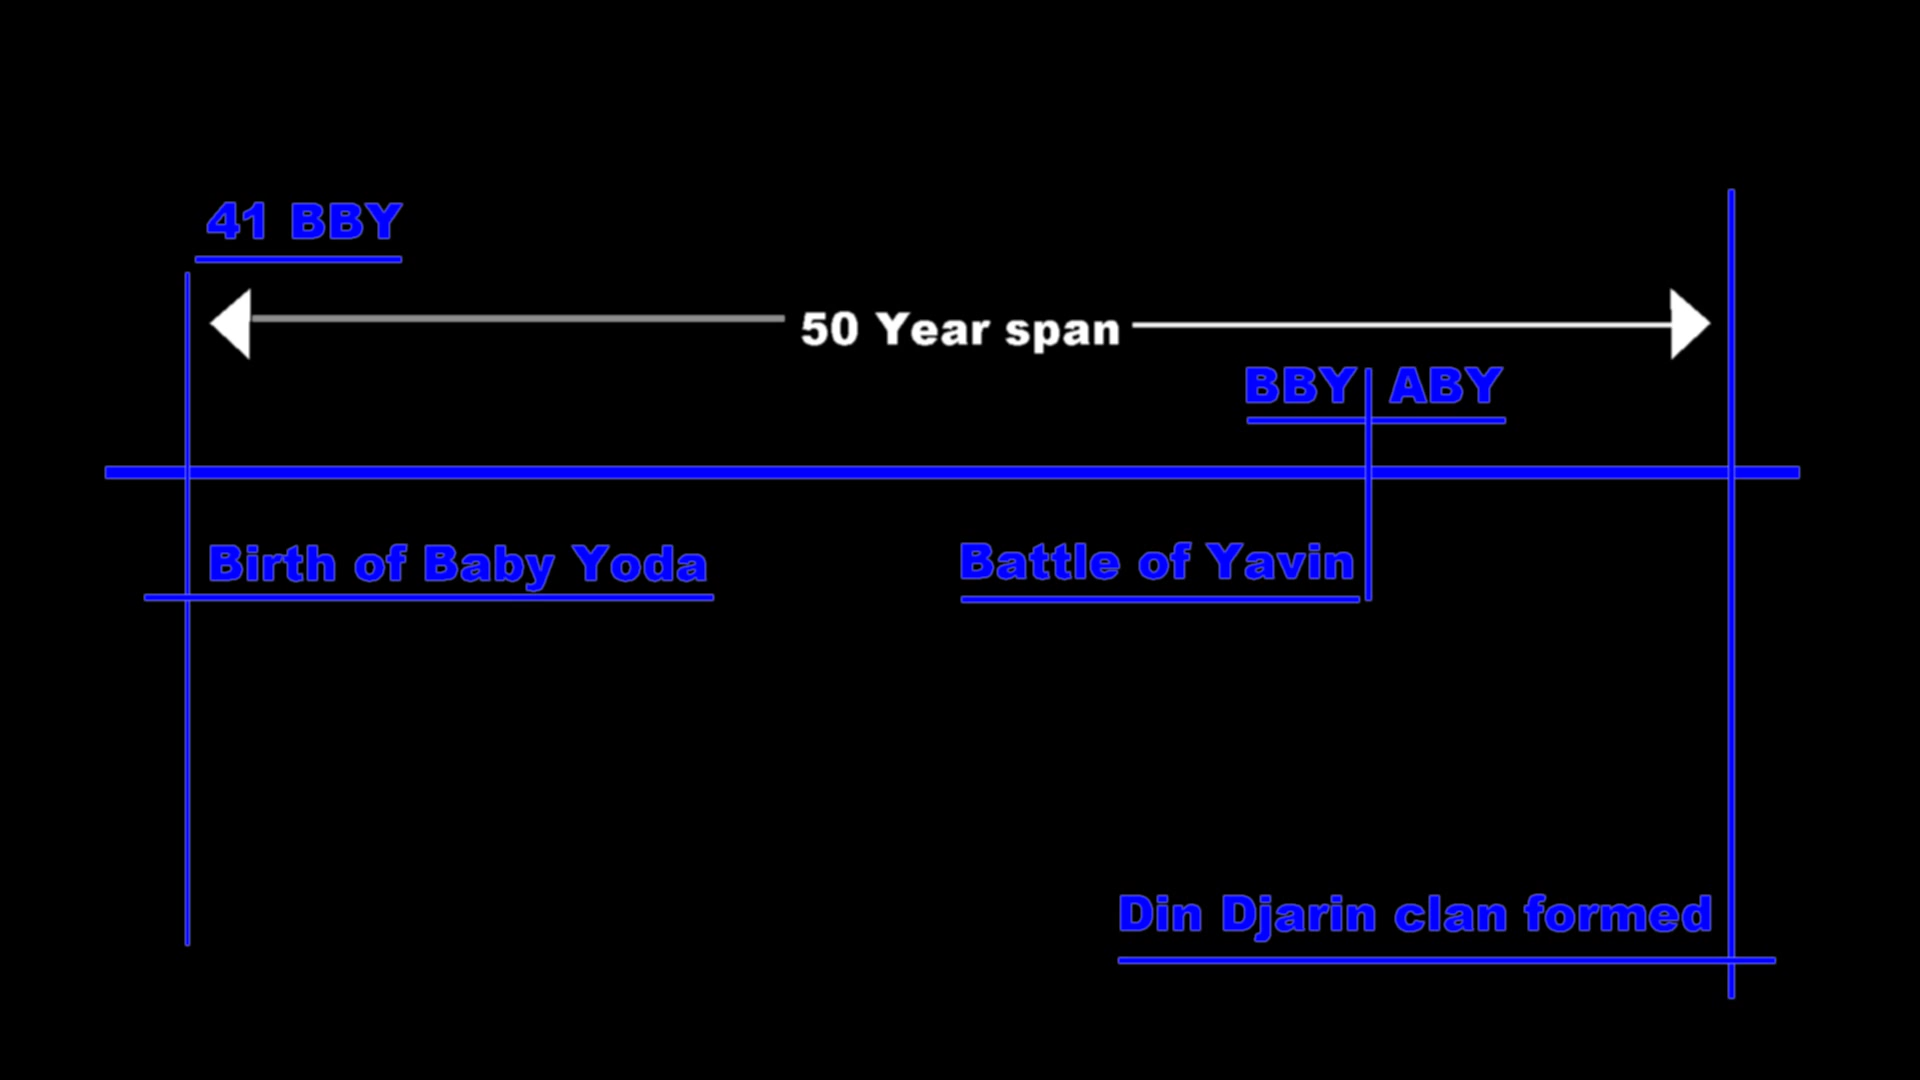 41 BBY
50 Year span
BBY ABY
Birth of Baby Yoda
Battle of Yavin
Din Djarin clan formed